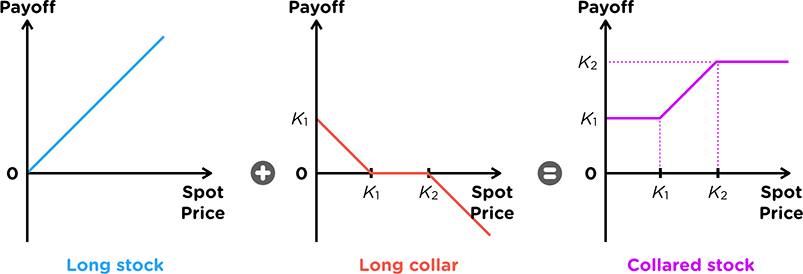 Payoff
0
Spot
Price
Long stock
+
Payoff
K1
0
K1
K2
Spot
Price
Long collar
=
Payoff
K2
K1
0
K1
K2
Spot
Price
Collared stock